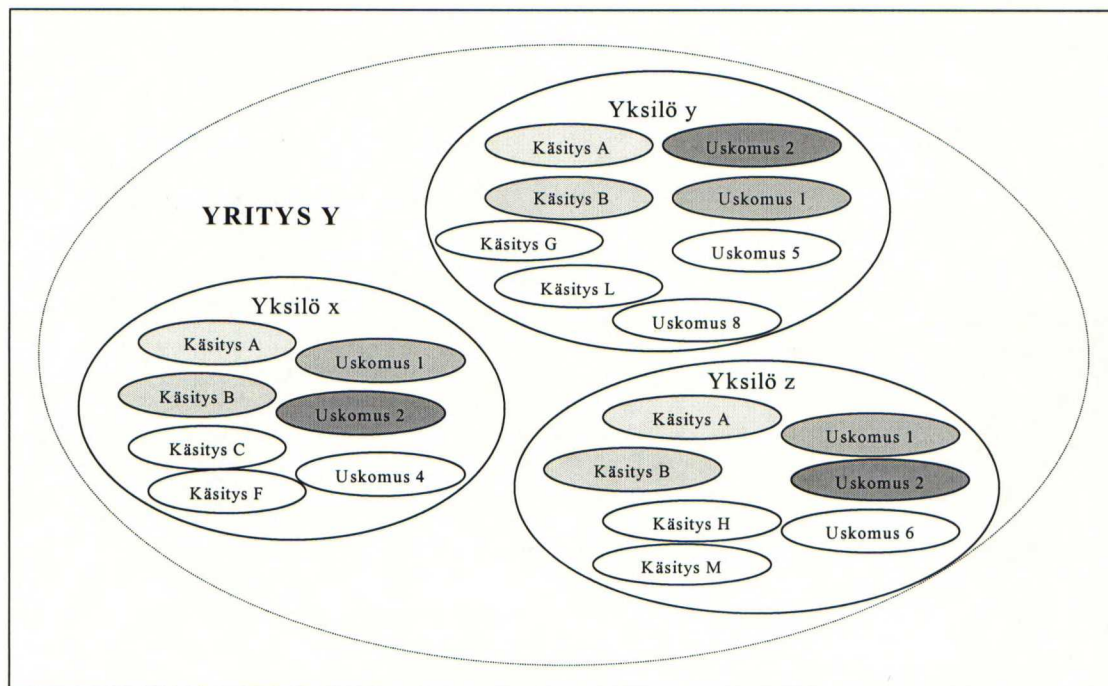 Yksilö y
Käsitys A
Uskomus 2
Käsitys B
Uskomus 1
Käsitys G
Uskomus 5
Käsitys L
Uskomus 8
YRITYS Y
Yksilö x
Käsitys A
Uskomus 1
Käsitys B
Uskomus 2
Käsitys C
Uskomus 4
Käsitys F
Yksilö z
Käsitys A
Uskomus 1
Käsitys B
Uskomus 2
Käsitys H
Uskomus 6
Käsitys M